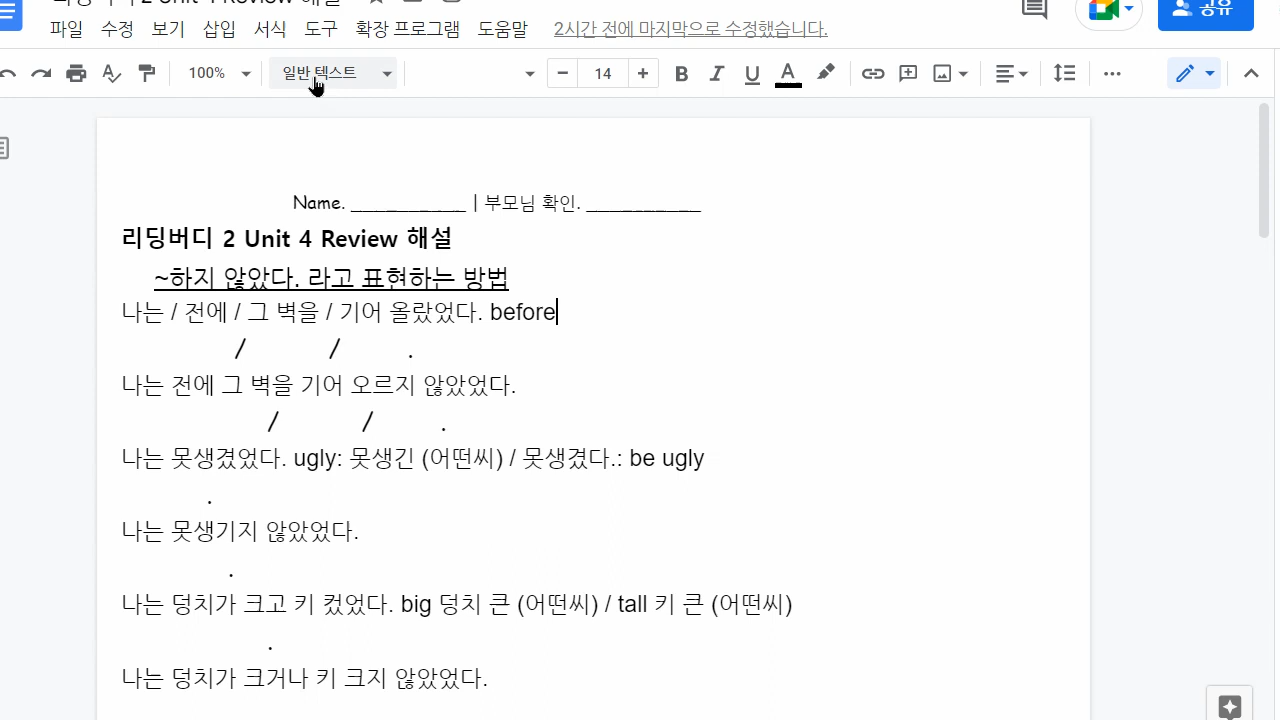 2 Unit 4 Review 해설
파일 수정 보기 삽입 서식 도구 확장 프로그램 도움말 2시간 전에 마지막으로 수정했습니다. 공유
100% 일반 텍스트 − 14 + B I U A
Name. __________ | 부모님 확인. __________
리딩버디 2 Unit 4 Review 해설
~하지 않았다. 라고 표현하는 방법
나는 / 전에 / 그 벽을 / 기어 올랐었다. before
/ / .
나는 전에 그 벽을 기어 오르지 않았었다.
/ / .
나는 못생겼었다. ugly: 못생긴 (어떤씨) / 못생겼다.: be ugly
.
나는 못생기지 않았었다.
.
나는 덩치가 크고 키 컸었다. big 덩치 큰 (어떤씨) / tall 키 큰 (어떤씨)
.
나는 덩치가 크거나 키 크지 않았었다.